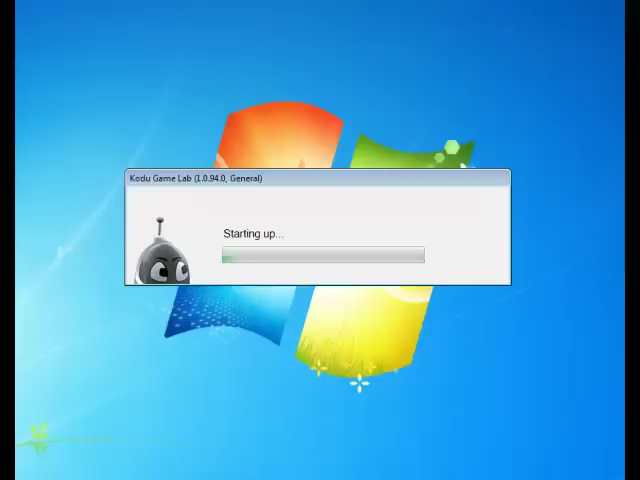 Kodu Game Lab (1.0.94.0, General)
Starting up...